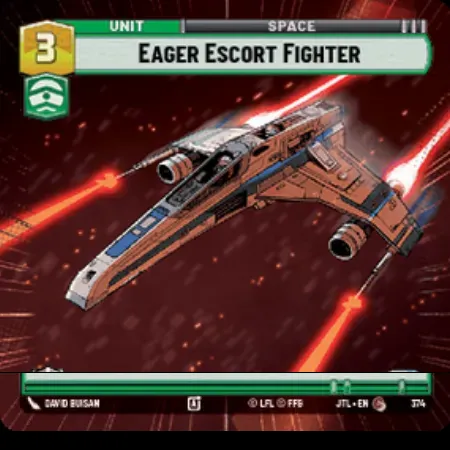 UNIT
SPACE
3
EAGER ESCORT FIGHTER
DAVID BUISAN
A
© LFL © FFG
JTL • EN
374